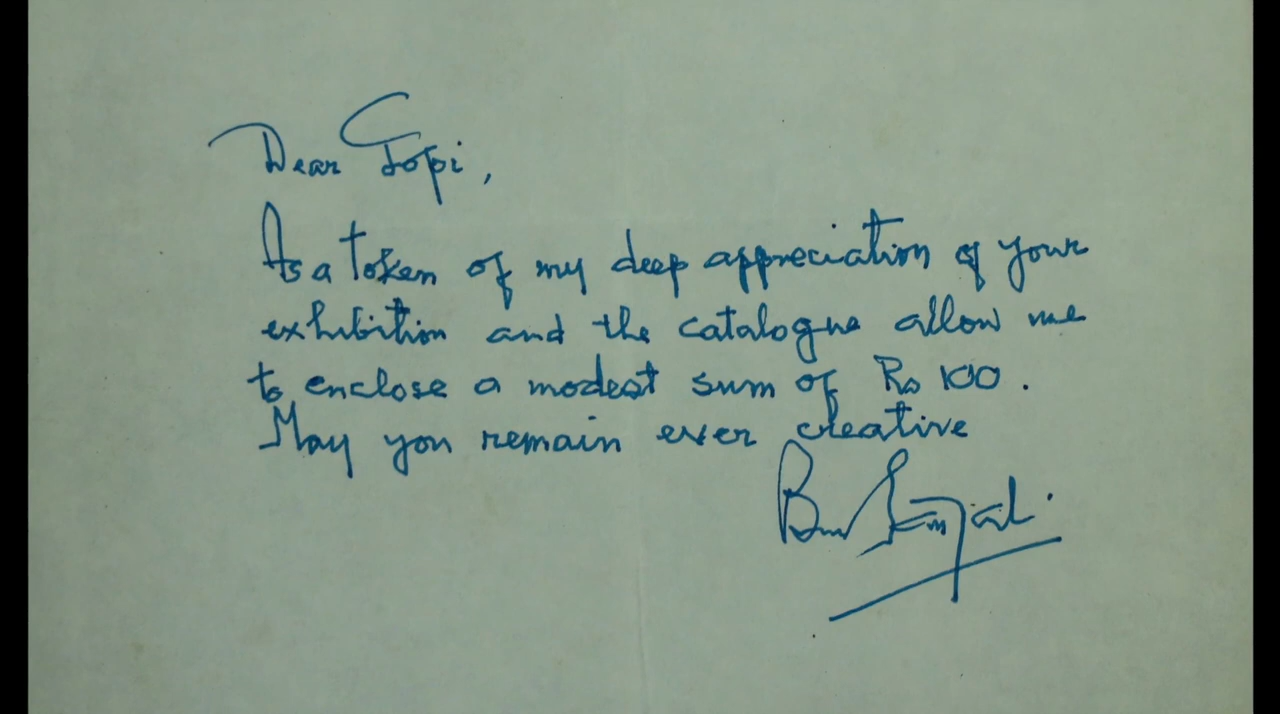 Dear Gopi,
As a token of my deep appreciation of your
exhibition and the catalogue allow me
to enclose a modest sum of Rs 100.
May you remain ever creative